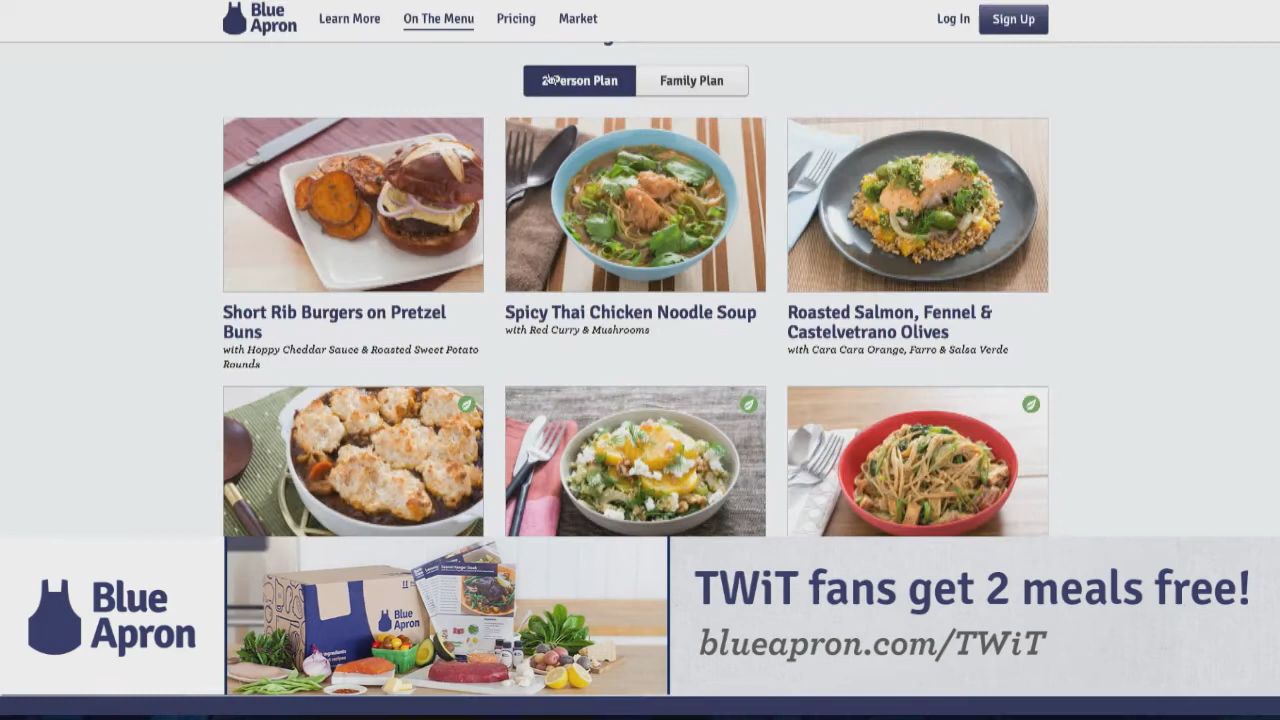 Blue
Apron
Learn More
On The Menu
Pricing
Market
Log In
Sign Up
Person Plan
Family Plan
Short Rib Burgers on Pretzel
Buns
with Hoppy Cheddar Sauce & Roasted Sweet Potato
Rounds
Spicy Thai Chicken Noodle Soup
with Red Curry & Mushrooms
Roasted Salmon, Fennel &
Castelvetrano Olives
with Cara Cara Orange, Farro & Salsa Verde
Blue
Apron
Blue
Apron
TWiT fans get 2 meals free!
blueapron.com/TWiT